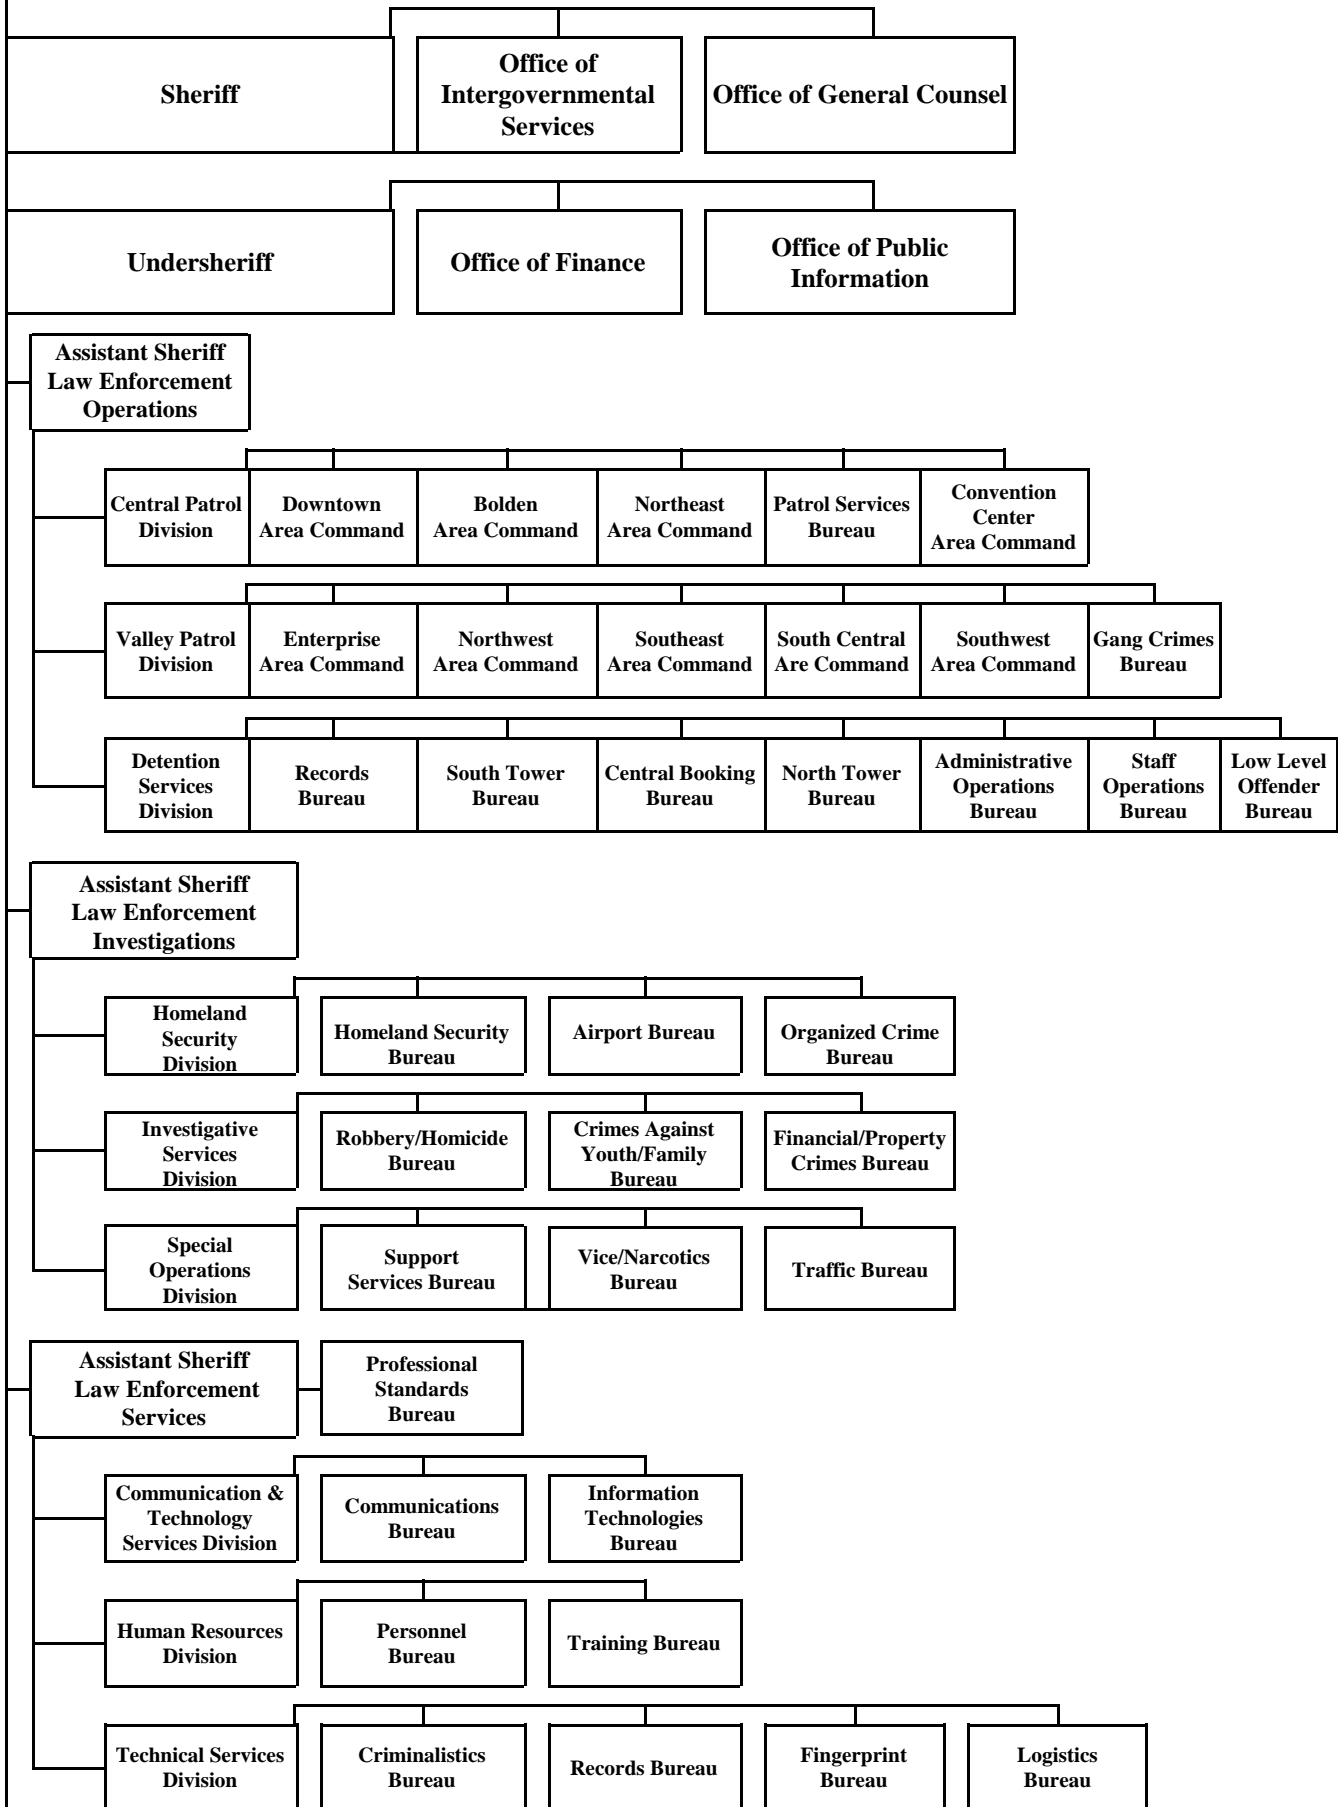 Sheriff
Office of
Intergovernmental
Services
Office of General Counsel
Undersheriff
Office of Finance
Office of Public
Information
Assistant Sheriff
Law Enforcement
Operations
Central Patrol
Division
Downtown
Area Command
Bolden
Area Command
Northeast
Area Command
Patrol Services
Bureau
Convention
Center
Area Command
Valley Patrol
Division
Enterprise
Area Command
Northwest
Area Command
Southeast
Area Command
South Central
Are Command
Southwest
Area Command
Gang Crimes
Bureau
Detention
Services
Division
Records
Bureau
South Tower
Bureau
Central Booking
Bureau
North Tower
Bureau
Administrative
Operations
Bureau
Staff
Operations
Bureau
Low Level
Offender
Bureau
Assistant Sheriff
Law Enforcement
Investigations
Homeland
Security
Division
Homeland Security
Bureau
Airport Bureau
Organized Crime
Bureau
Investigative
Services
Division
Robbery/Homicide
Bureau
Crimes Against
Youth/Family
Bureau
Financial/Property
Crimes Bureau
Special
Operations
Division
Support
Services Bureau
Vice/Narcotics
Bureau
Traffic Bureau
Assistant Sheriff
Law Enforcement
Services
Professional
Standards
Bureau
Communication &
Technology
Services Division
Communications
Bureau
Information
Technologies
Bureau
Human Resources
Division
Personnel
Bureau
Training Bureau
Technical Services
Division
Criminalistics
Bureau
Records Bureau
Fingerprint
Bureau
Logistics
Bureau